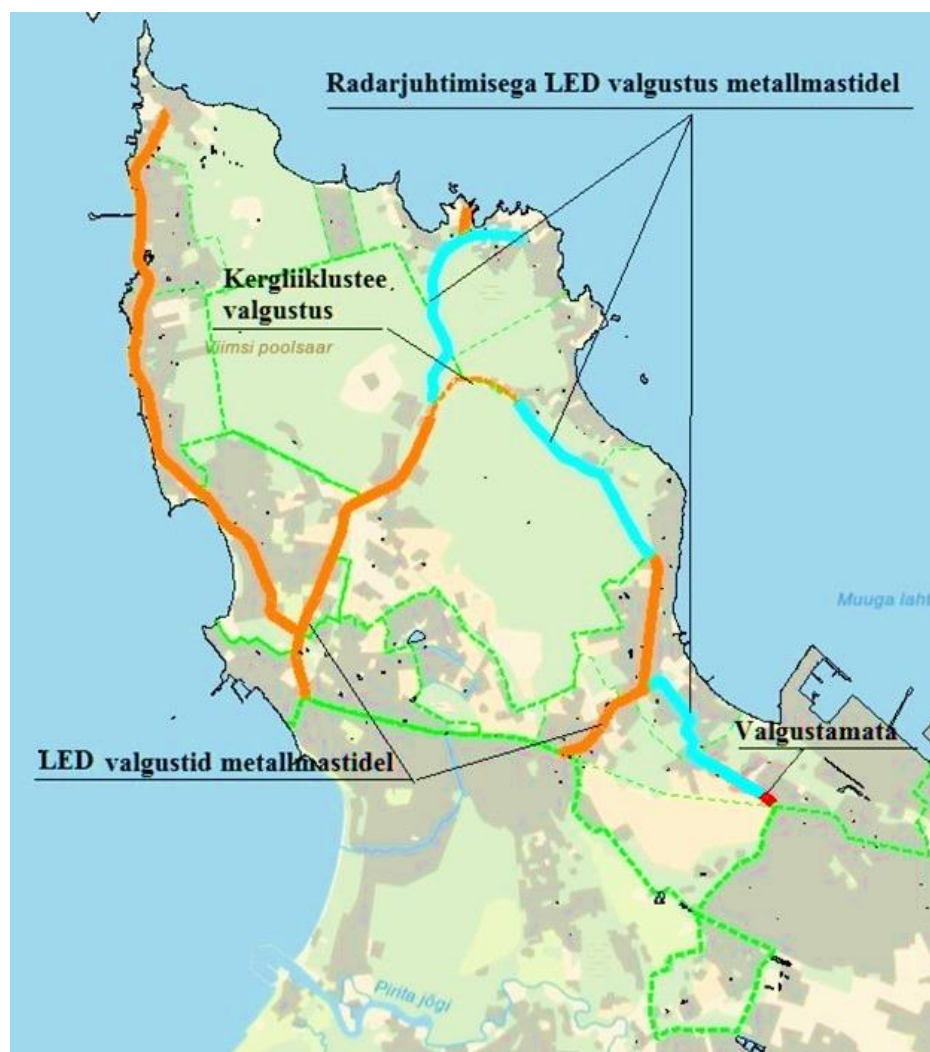 Radarjuhtimisega LED valgustus metallmastidel
Kergliiklustee
valgustus
Viimsi poolsaar
Muuga laht
Valgustamata
LED valgustid metallmastidel
Pirita jõgi